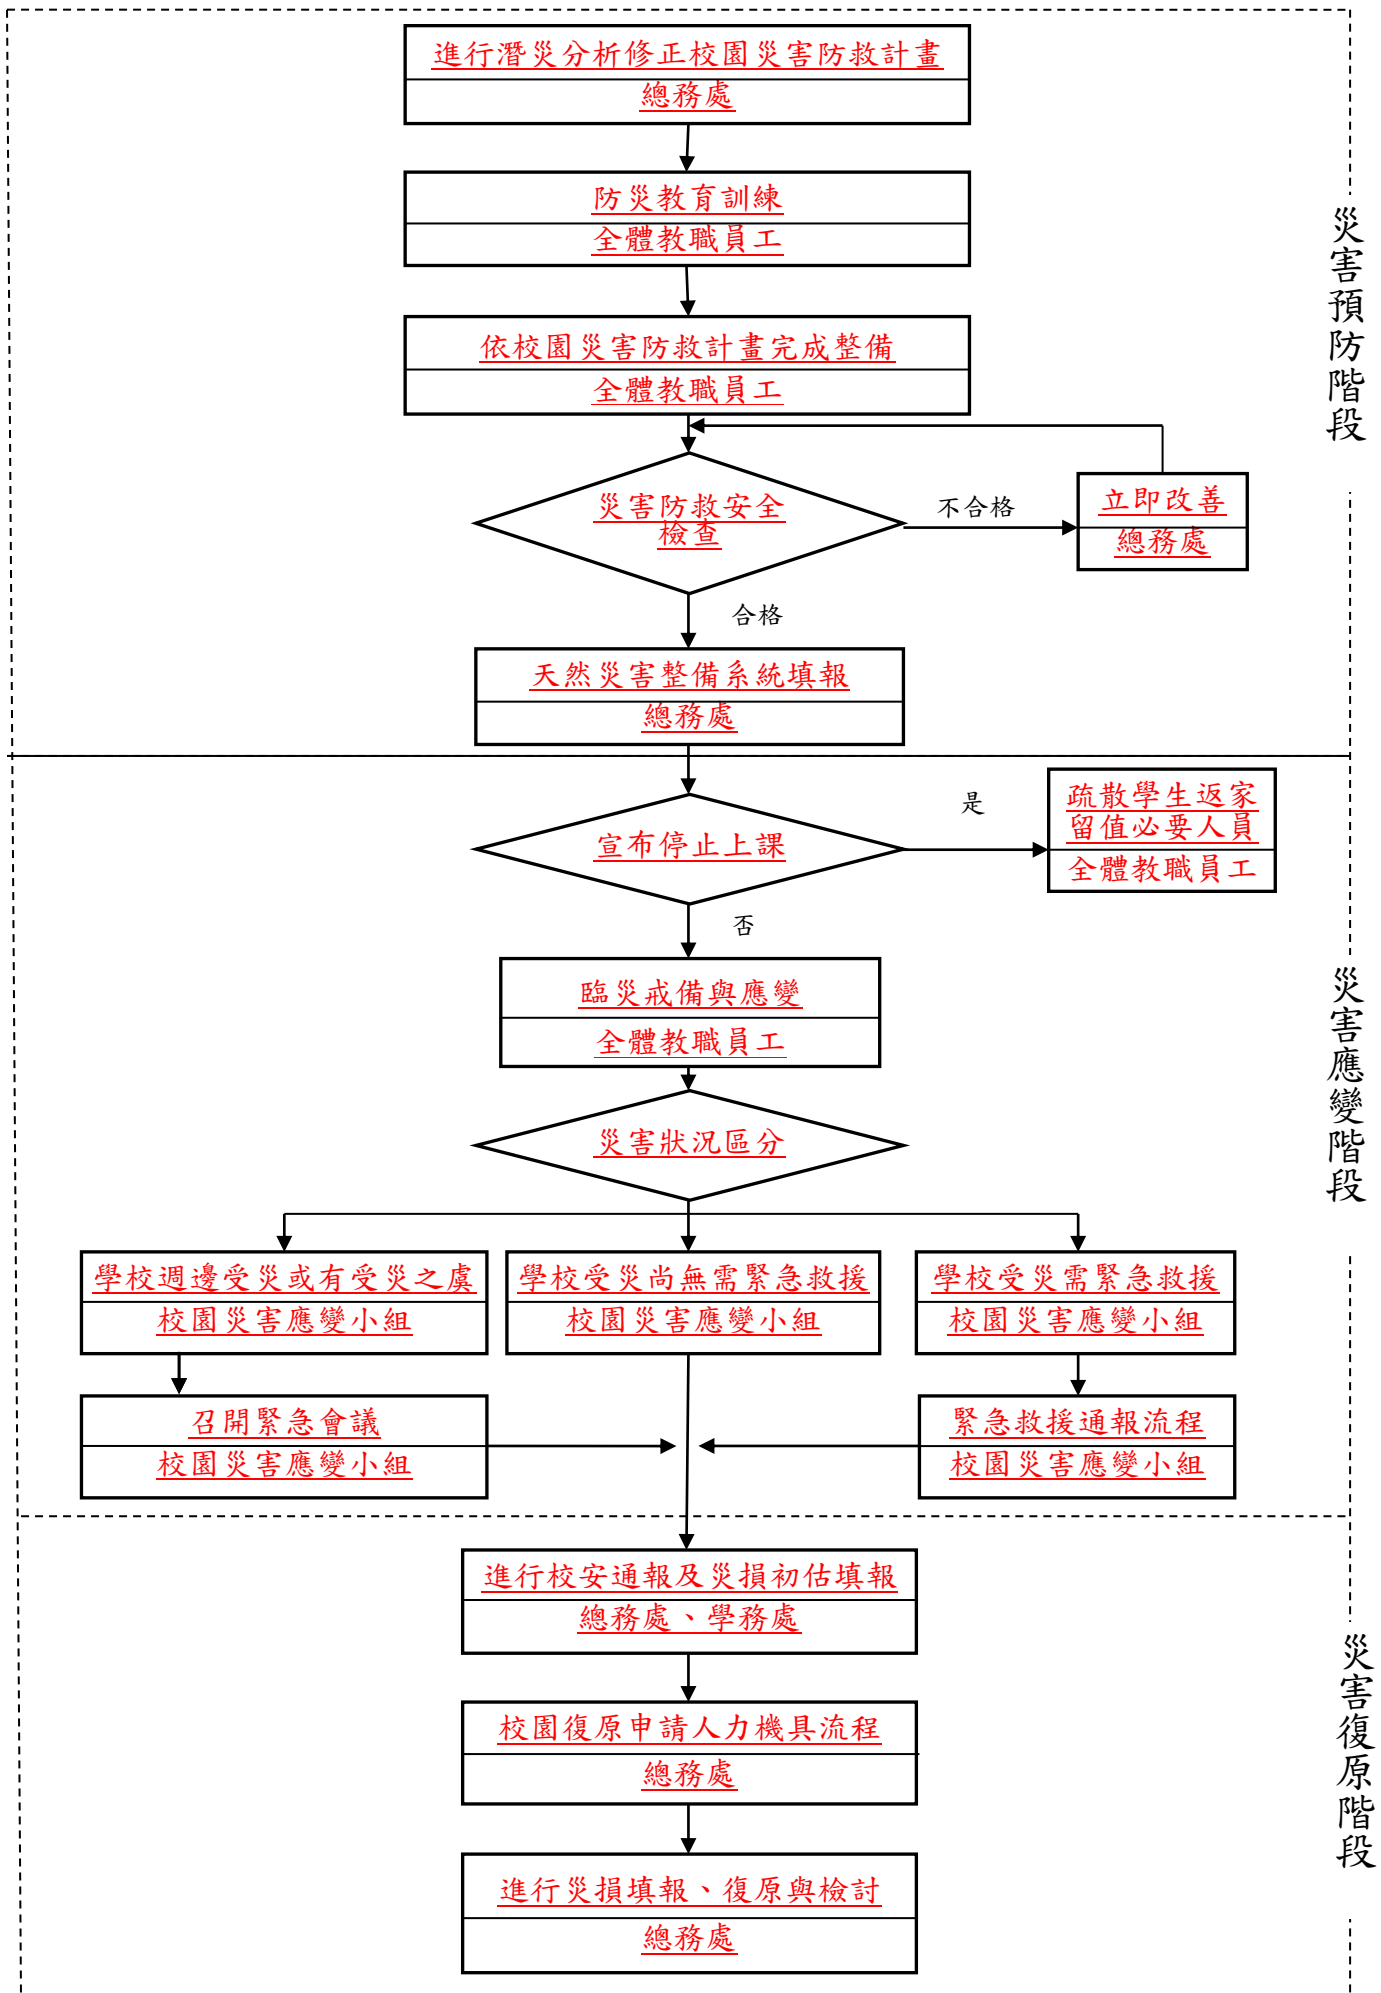 進行潛災分析修正校園災害防救計畫
總務處
防災教育訓練
全體教職員工
依校園災害防救計畫完成整備
全體教職員工
災害防救安全
檢查
不合格
立即改善
總務處
合格
天然災害整備系統填報
總務處
災害預防階段
宣布停止上課
是
疏散學生返家
留值必要人員
全體教職員工
否
臨災戒備與應變
全體教職員工
災害狀況區分
學校週邊受災或有受災之虞
校園災害應變小組
學校受災尚無需緊急救援
校園災害應變小組
學校受災需緊急救援
校園災害應變小組
召開緊急會議
校園災害應變小組
緊急救援通報流程
校園災害應變小組
災害應變階段
進行校安通報及災損初估填報
總務處、學務處
校園復原申請人力機具流程
總務處
進行災損填報、復原與檢討
總務處
災害復原階段